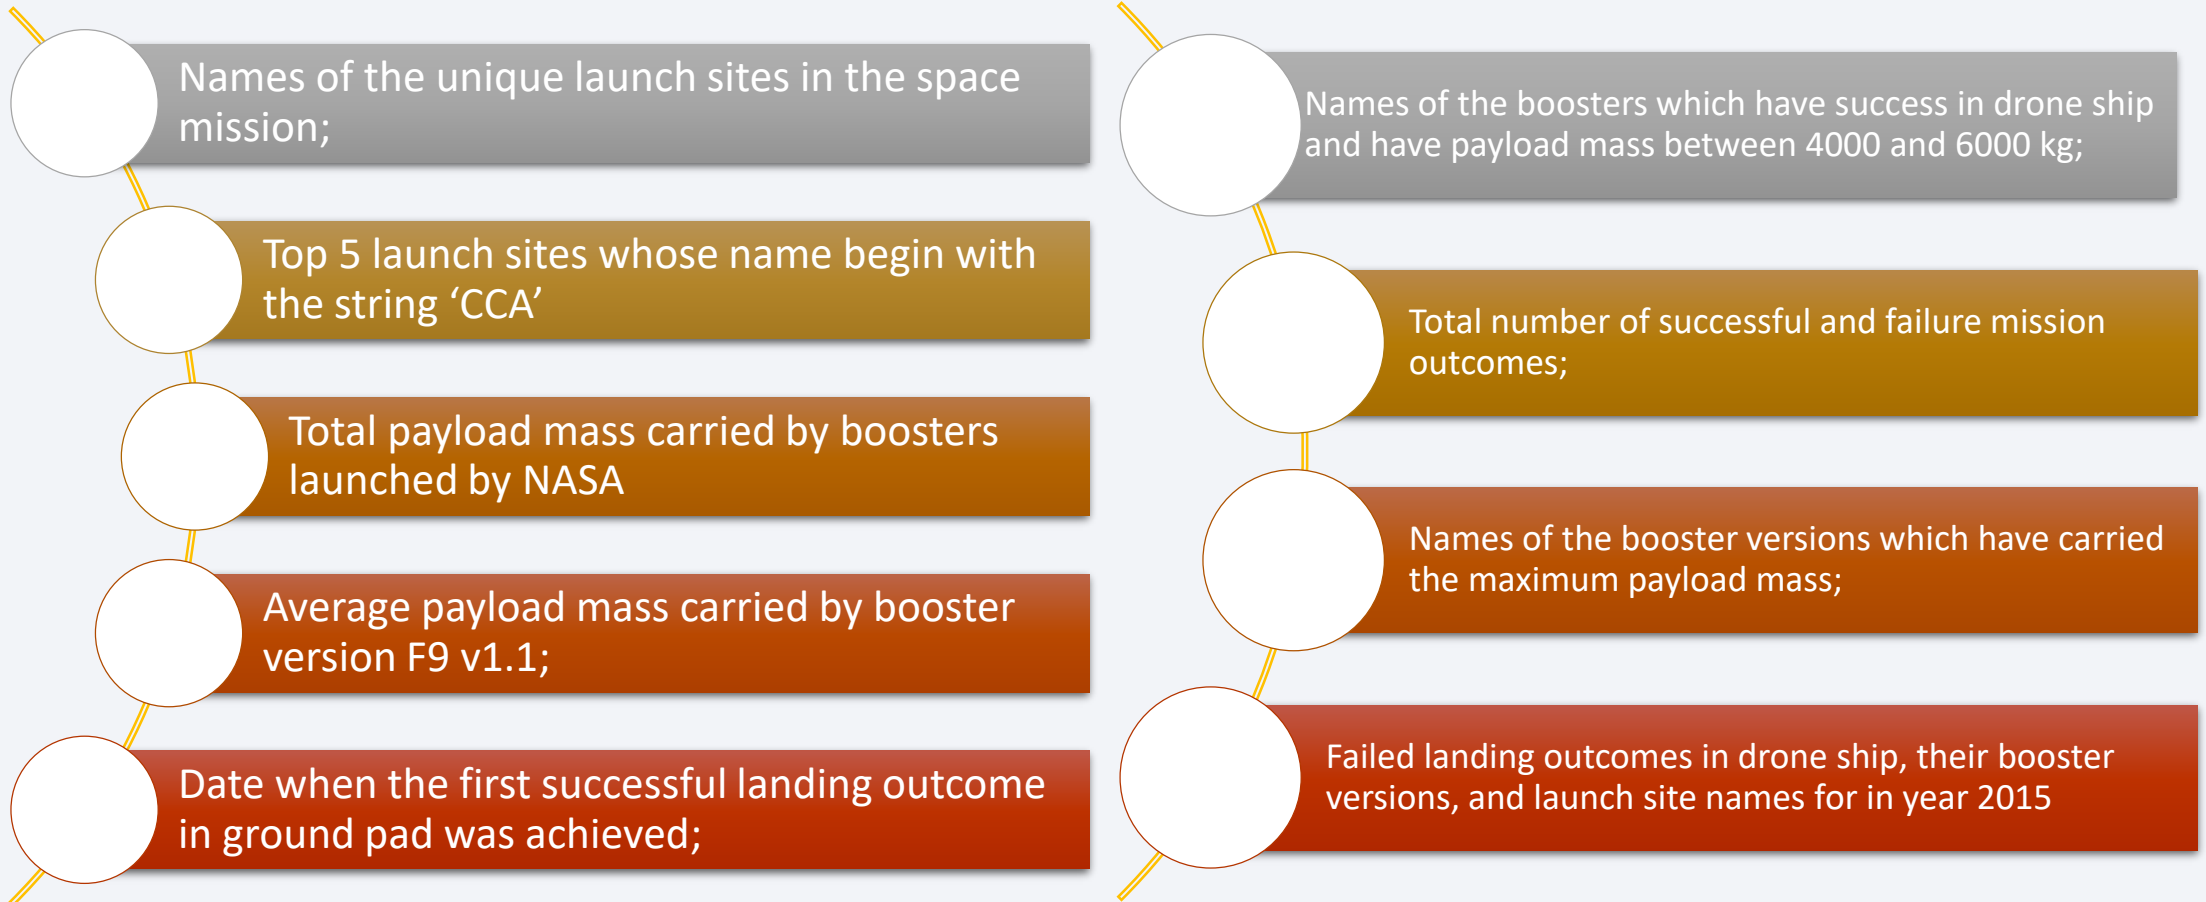 Names of the unique launch sites in the space
mission;
Top 5 launch sites whose name begin with
the string ‘CCA’
Total payload mass carried by boosters
launched by NASA
Average payload mass carried by booster
version F9 v1.1;
Date when the first successful landing outcome
in ground pad was achieved;
Names of the boosters which have success in drone ship
and have payload mass between 4000 and 6000 kg;
Total number of successful and failure mission
outcomes;
Names of the booster versions which have carried
the maximum payload mass;
Failed landing outcomes in drone ship, their booster
versions, and launch site names for in year 2015